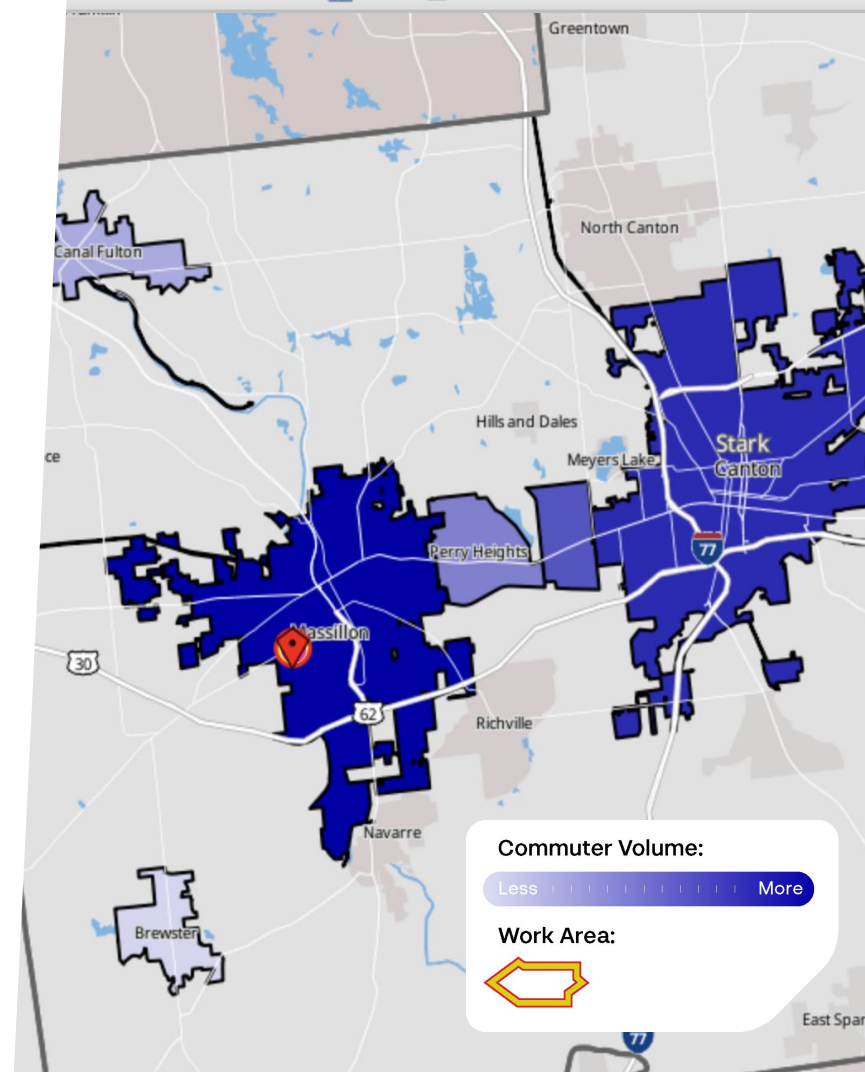 Greentown
North Canton
Canal Fulton
Hills and Dales
Stark
Meyers Lake
Canton
ce
77
Perry Heights
Massillon
30
62
Richville
Navarre
Commuter Volume:
Less
More
Brewster
Work Area:
East Spar
77